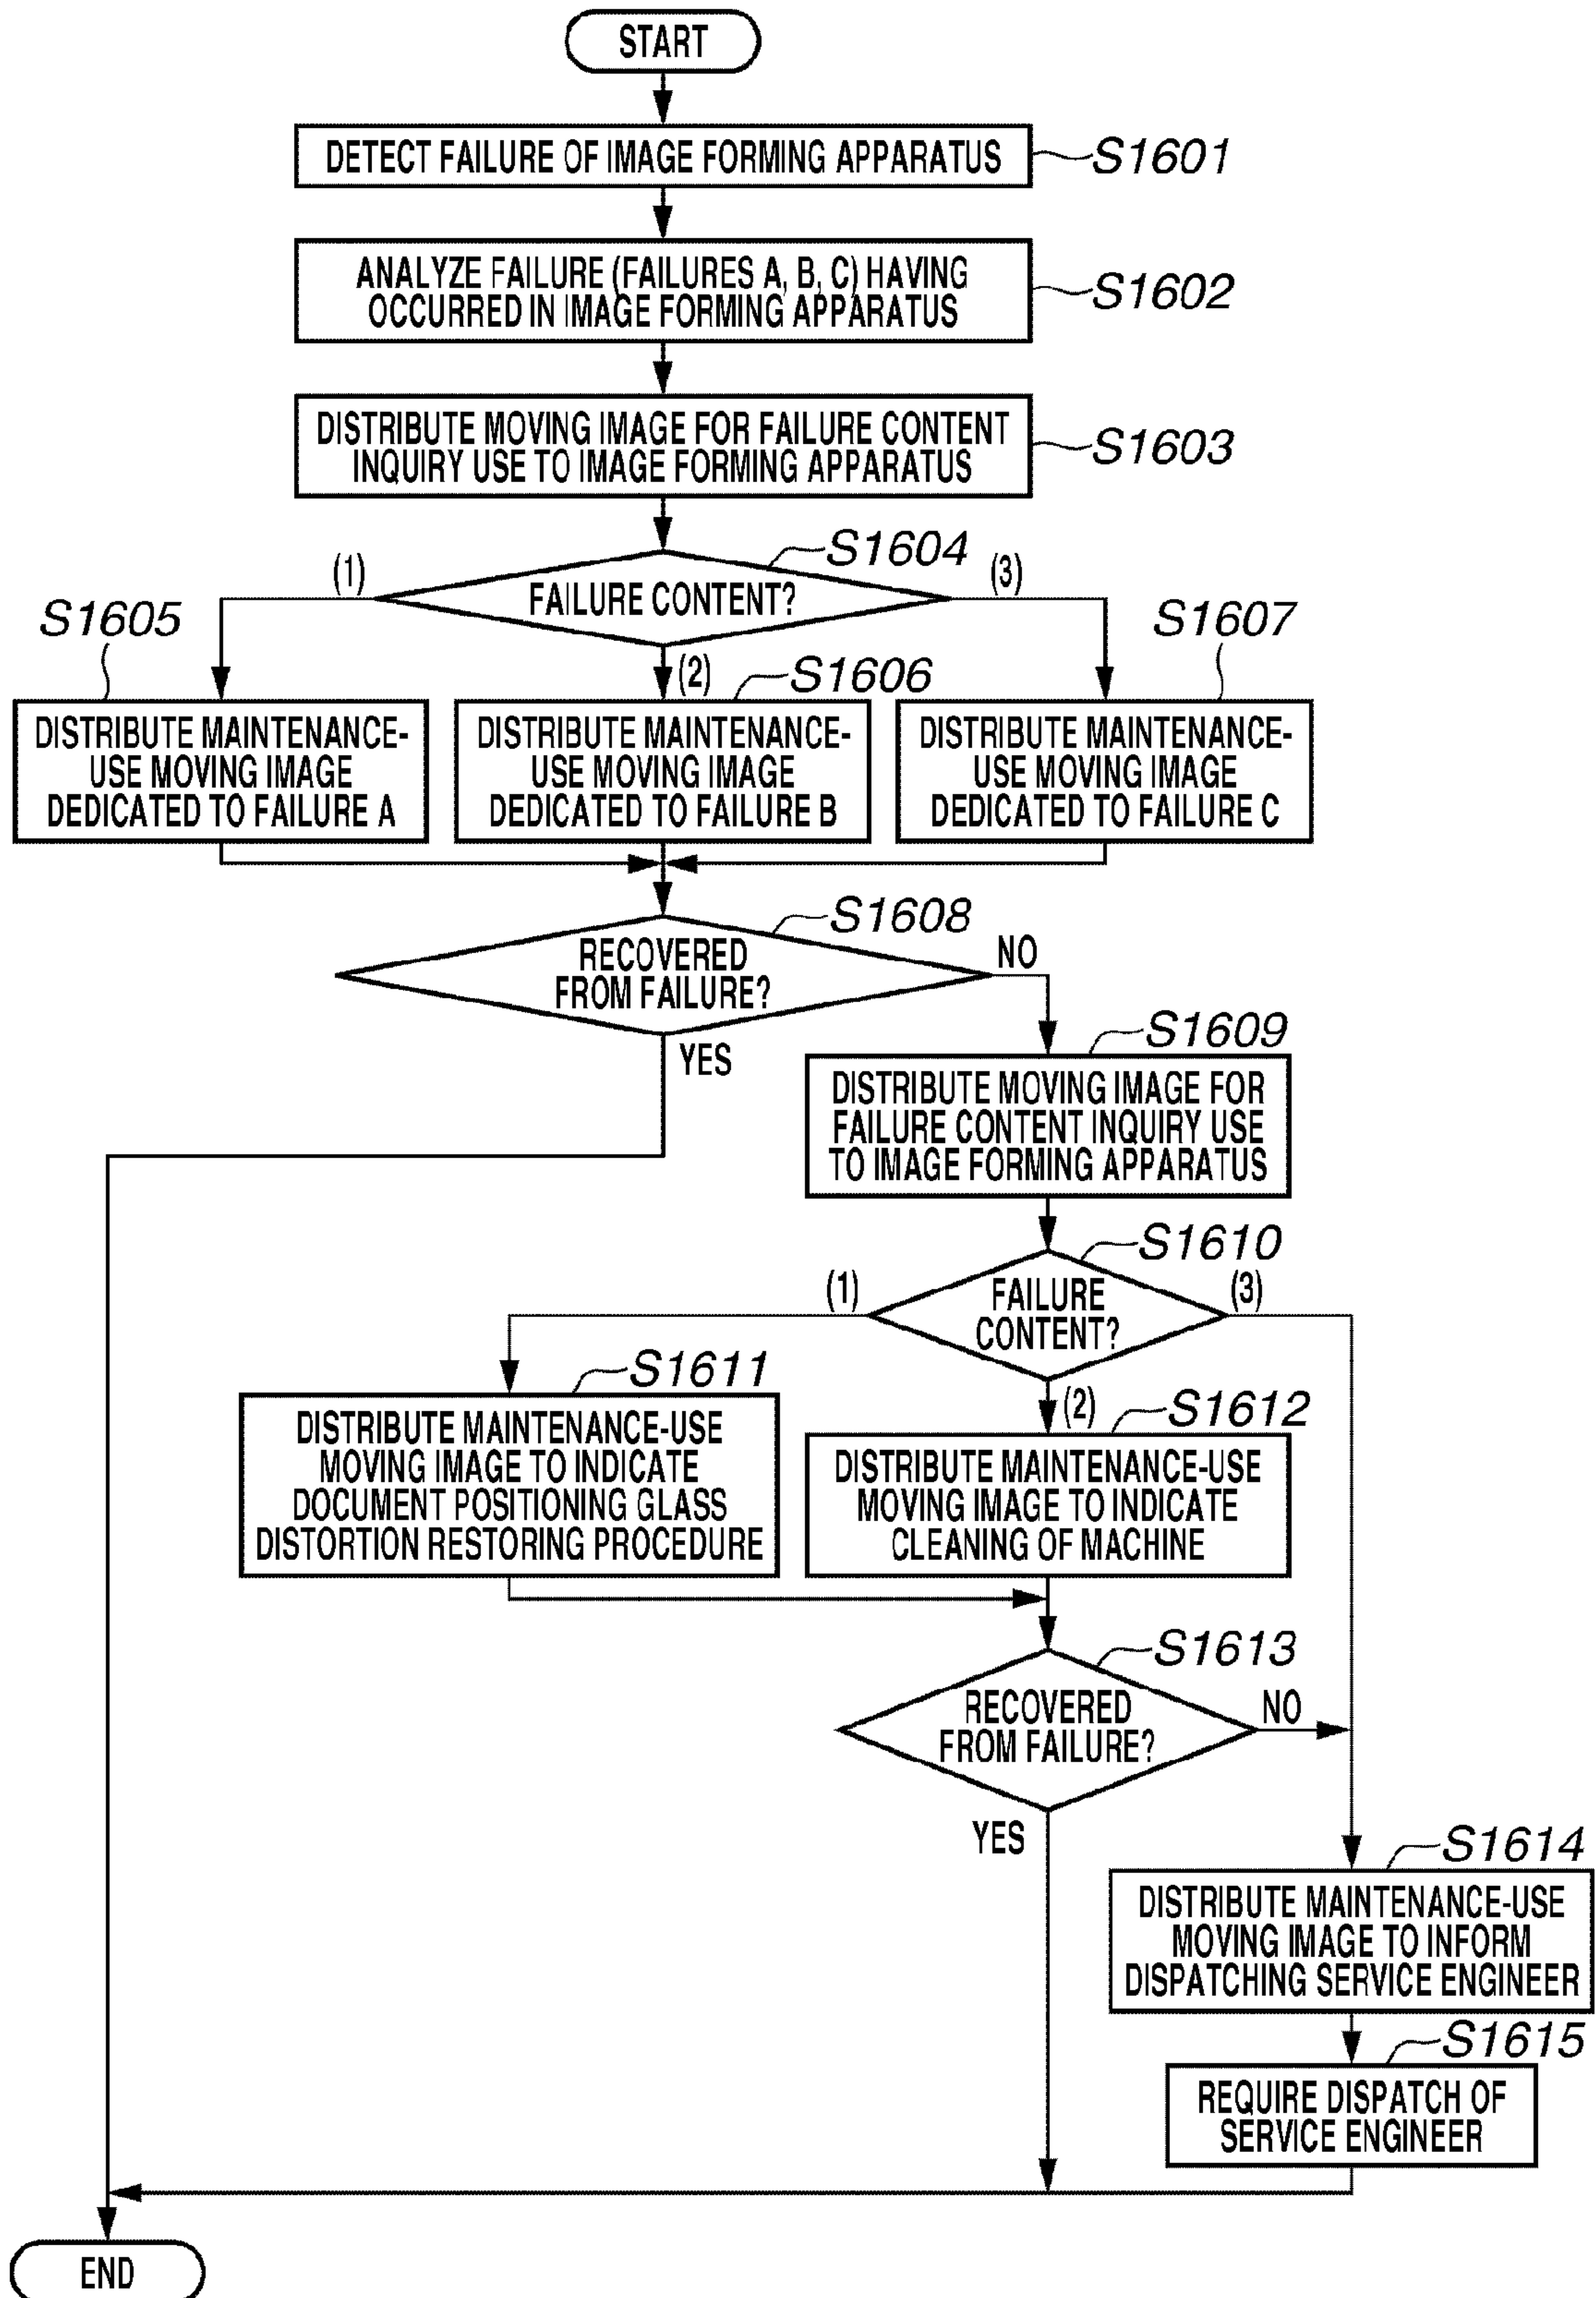 START
DETECT FAILURE OF IMAGE FORMING APPARATUS
S1601
ANALYZE FAILURE (FAILURES A, B, C) HAVING
OCCURRED IN IMAGE FORMING APPARATUS
S1602
DISTRIBUTE MOVING IMAGE FOR FAILURE CONTENT
INQUIRY USE TO IMAGE FORMING APPARATUS
S1603
S1604
(1)
FAILURE CONTENT?
(3)
S1605
(2)
S1606
S1607
DISTRIBUTE MAINTENANCE-
USE MOVING IMAGE
DEDICATED TO FAILURE A
DISTRIBUTE MAINTENANCE-
USE MOVING IMAGE
DEDICATED TO FAILURE B
DISTRIBUTE MAINTENANCE-
USE MOVING IMAGE
DEDICATED TO FAILURE C
S1608
RECOVERED
FROM FAILURE?
NO
YES
S1609
DISTRIBUTE MOVING IMAGE FOR
FAILURE CONTENT INQUIRY USE
TO IMAGE FORMING APPARATUS
S1610
(1)
FAILURE
CONTENT?
(3)
S1611
(2)
S1612
DISTRIBUTE MAINTENANCE-USE
MOVING IMAGE TO INDICATE
DOCUMENT POSITIONING GLASS
DISTORTION RESTORING PROCEDURE
DISTRIBUTE MAINTENANCE-USE
MOVING IMAGE TO INDICATE
CLEANING OF MACHINE
S1613
RECOVERED
FROM FAILURE?
NO
YES
S1614
DISTRIBUTE MAINTENANCE-USE
MOVING IMAGE TO INFORM
DISPATCHING SERVICE ENGINEER
S1615
REQUIRE DISPATCH OF
SERVICE ENGINEER
END